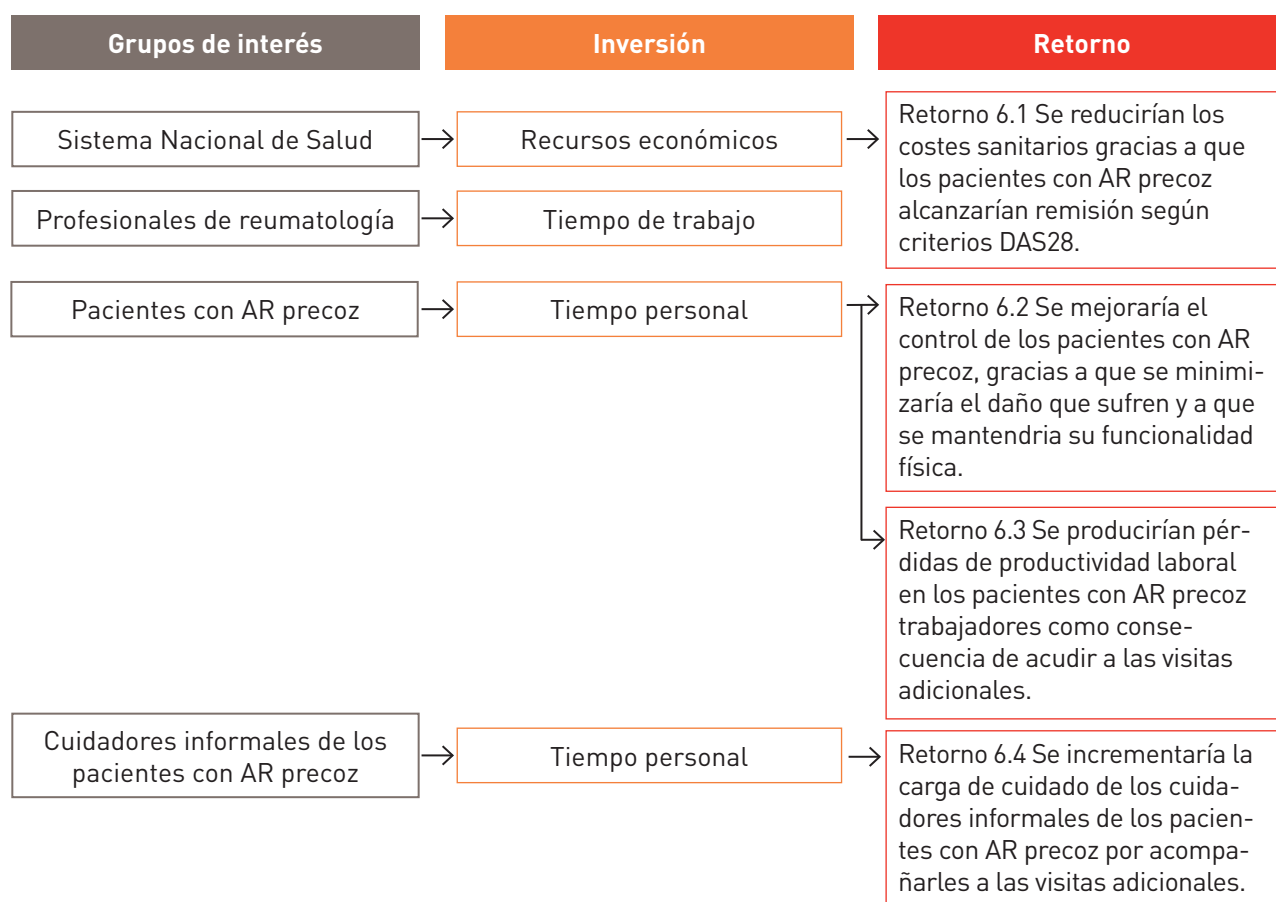 Grupos de interés
Inversión
Retorno
Sistema Nacional de Salud
Recursos económicos
Retorno 6.1 Se reducirían los
costes sanitarios gracias a que
los pacientes con AR precoz
alcanzarían remisión según
criterios DAS28.
Profesionales de reumatología
Tiempo de trabajo
Pacientes con AR precoz
Tiempo personal
Retorno 6.2 Se mejoraría el
control de los pacientes con AR
precoz, gracias a que se minimi-
zaría el daño que sufren y a que
se mantendria su funcionalidad
física.
Retorno 6.3 Se producirían pér-
didas de productividad laboral
en los pacientes con AR precoz
trabajadores como conse-
cuencia de acudir a las visitas
adicionales.
Cuidadores informales de los
pacientes con AR precoz
Tiempo personal
Retorno 6.4 Se incrementaría la
carga de cuidado de los cuida-
dores informales de los pacien-
tes con AR precoz por acompa-
ñarles a las visitas adicionales.